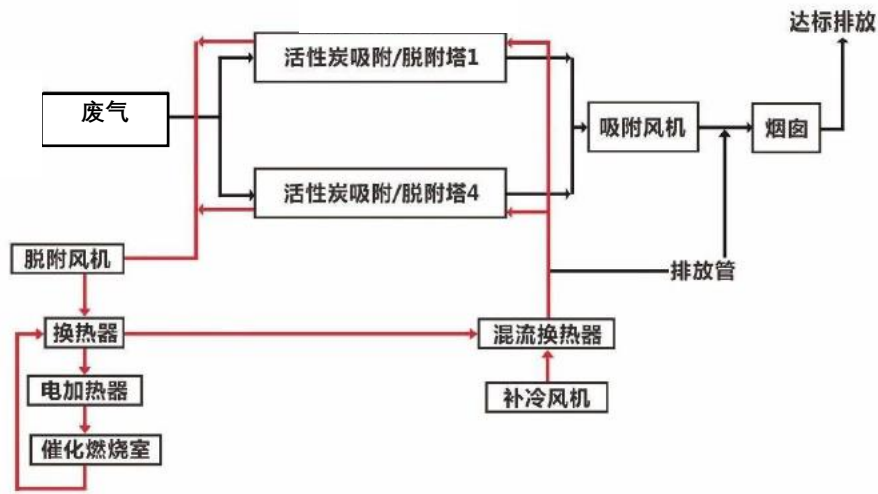 达标排放
活性炭吸附/脱附塔1
废气
吸附风机
烟囱
活性炭吸附/脱附塔4
脱附风机
排放管
换热器
混流换热器
电加热器
补冷风机
催化燃烧室